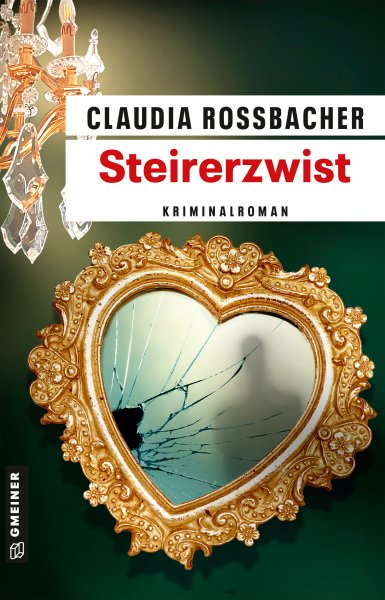 CLAUDIA ROSSBACHER
Steirerzwist
KRIMINALROMAN
GMEINER